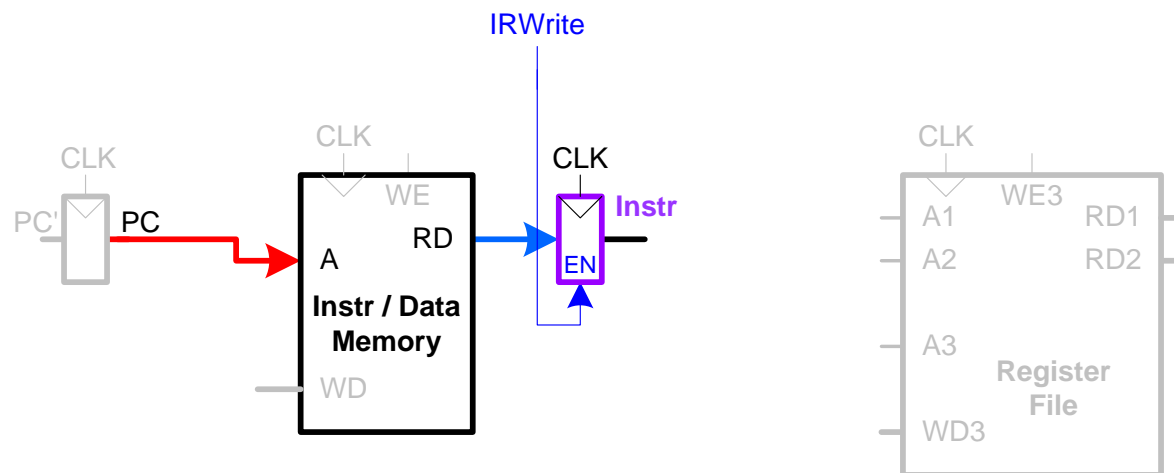 IRWrite
CLK
CLK
CLK
CLK
PC'
PC
WE
RD
A
Instr / Data
Memory
WD
Instr
EN
WE3
A1
RD1
A2
RD2
A3
Register
File
WD3